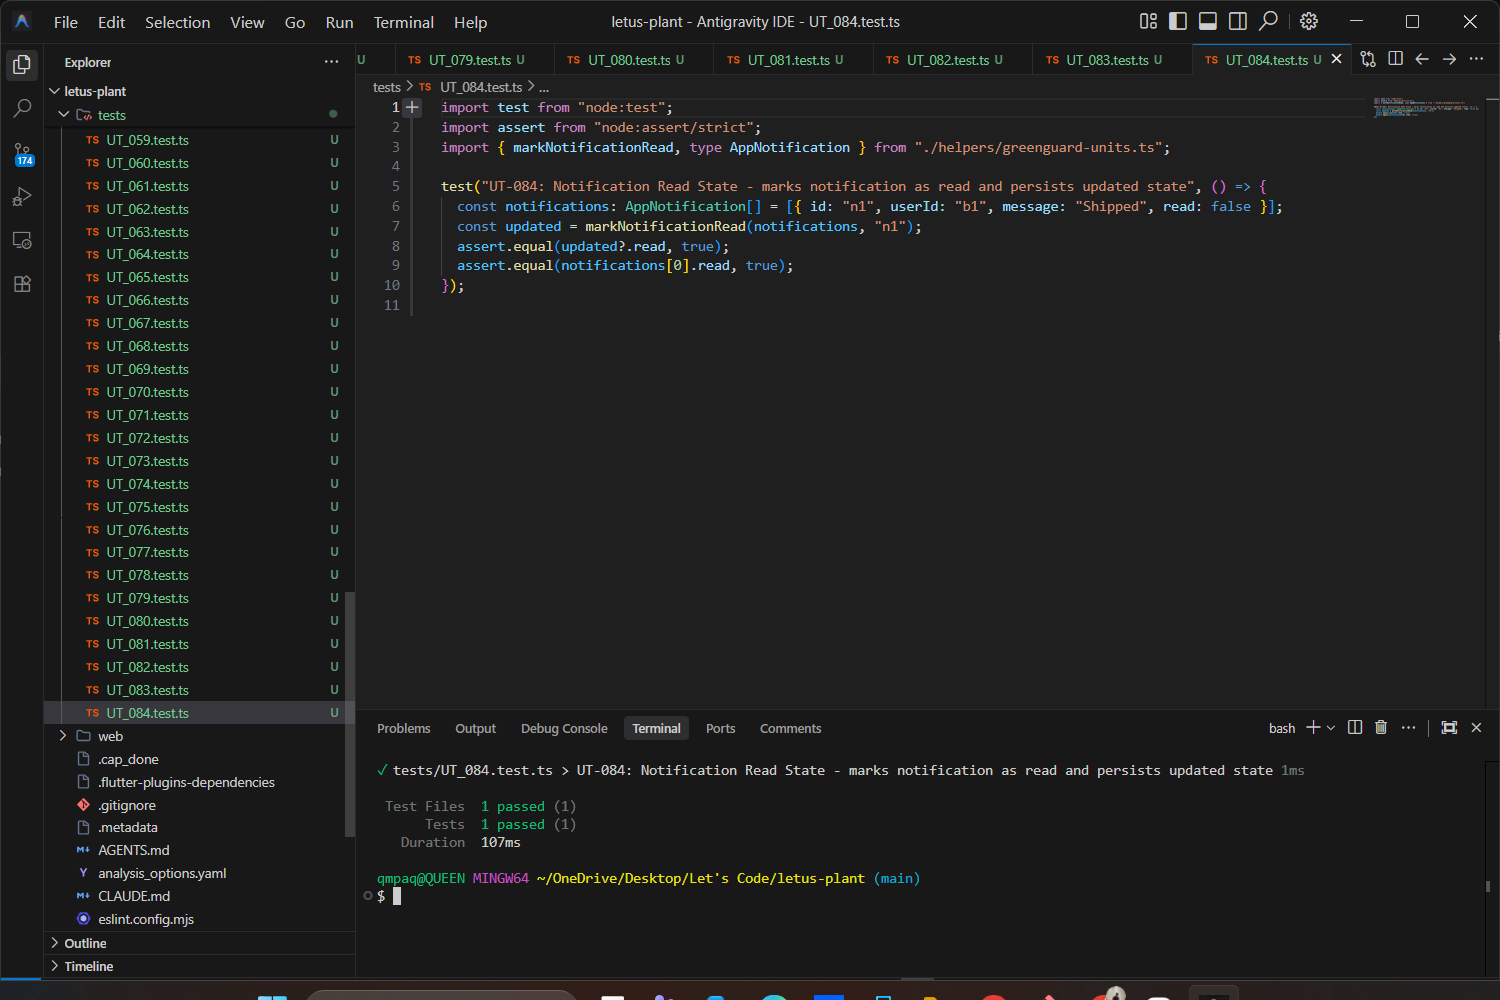 File Edit Selection View Go Run Terminal Help
letus-plant - Antigravity IDE - UT_084.test.ts
Explorer
letus-plant
tests
UT_059.test.ts U
UT_060.test.ts U
UT_061.test.ts U
UT_062.test.ts U
UT_063.test.ts U
UT_064.test.ts U
UT_065.test.ts U
UT_066.test.ts U
UT_067.test.ts U
UT_068.test.ts U
UT_069.test.ts U
UT_070.test.ts U
UT_071.test.ts U
UT_072.test.ts U
UT_073.test.ts U
UT_074.test.ts U
UT_075.test.ts U
UT_076.test.ts U
UT_077.test.ts U
UT_078.test.ts U
UT_079.test.ts U
UT_080.test.ts U
UT_081.test.ts U
UT_082.test.ts U
UT_083.test.ts U
UT_084.test.ts U
web
.cap_done
.flutter-plugins-dependencies
.gitignore
.metadata
AGENTS.md
analysis_options.yaml
CLAUDE.md
eslint.config.mjs
Outline
Timeline
174
U TS UT_079.test.ts U TS UT_080.test.ts U TS UT_081.test.ts U TS UT_082.test.ts U TS UT_083.test.ts U TS UT_084.test.ts U
tests > TS UT_084.test.ts > ...
1 import test from "node:test";
2 import assert from "node:assert/strict";
3 import { markNotificationRead, type AppNotification } from "./helpers/greenguard-units.ts";
4
5 test("UT-084: Notification Read State - marks notification as read and persists updated state", () => {
6 const notifications: AppNotification[] = [{ id: "n1", userId: "b1", message: "Shipped", read: false }];
7 const updated = markNotificationRead(notifications, "n1");
8 assert.equal(updated?.read, true);
9 assert.equal(notifications[0].read, true);
10 });
11
Problems Output Debug Console Terminal Ports Comments
bash
✓ tests/UT_084.test.ts > UT-084: Notification Read State - marks notification as read and persists updated state 1ms
Test Files 1 passed (1)
Tests 1 passed (1)
Duration 107ms
qmpaq@QUEEN MINGW64 ~/OneDrive/Desktop/Let's Code/letus-plant (main)
$